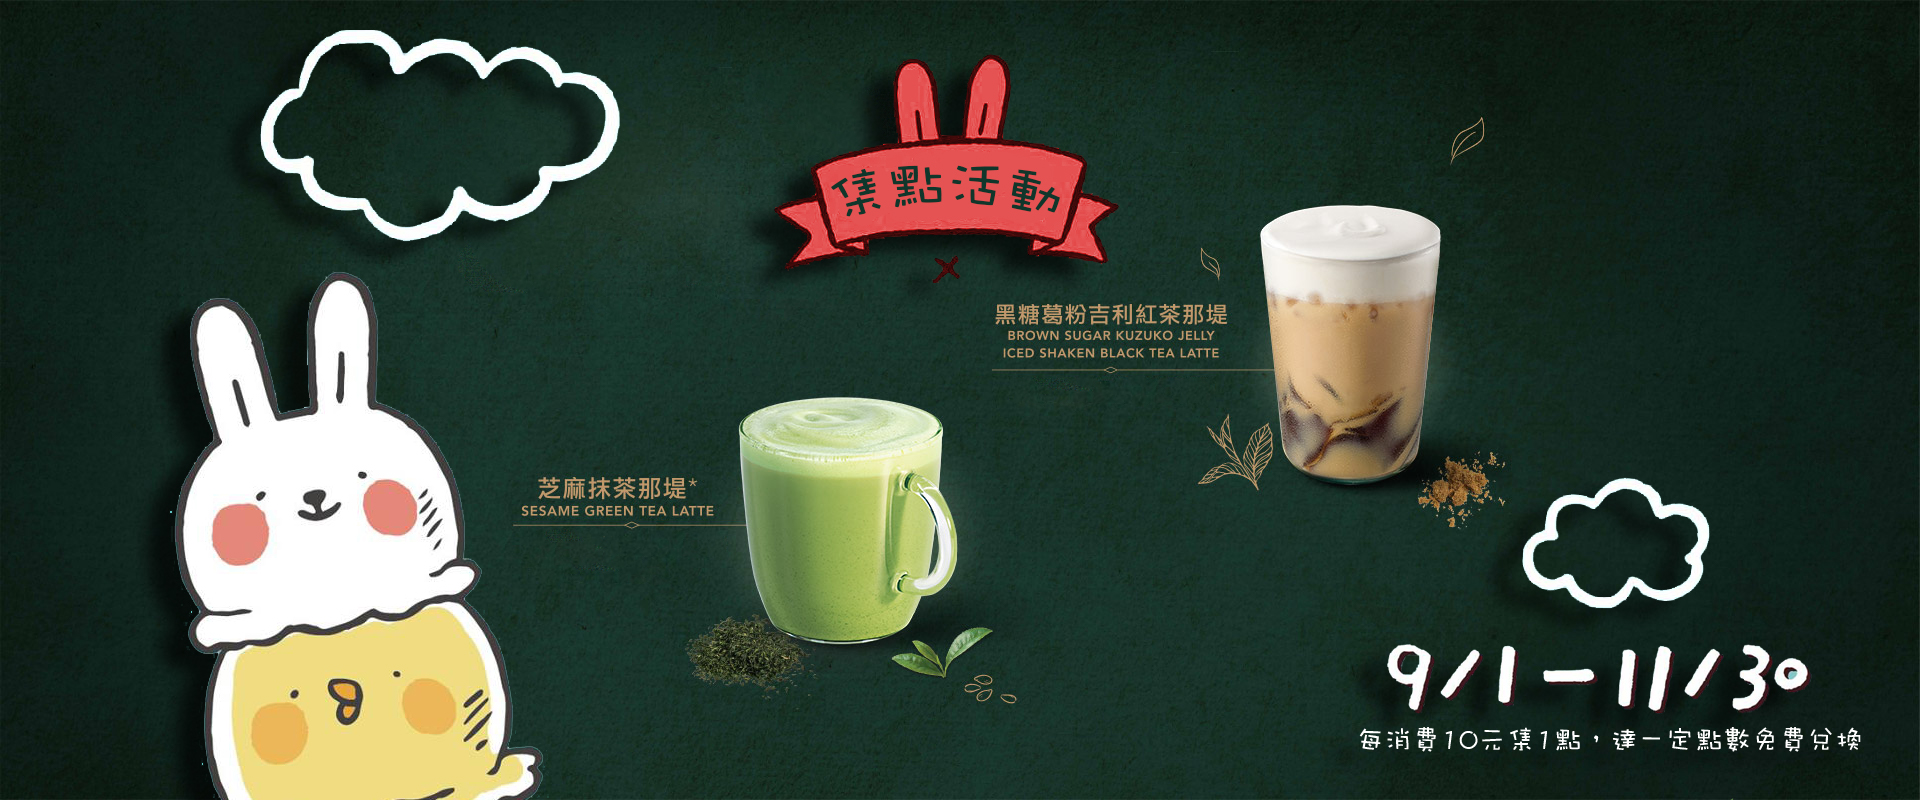 集點活動
黑糖葛粉吉利紅茶那堤
BROWN SUGAR KUZUKO JELLY
ICED SHAKEN BLACK TEA LATTE
芝麻抹茶那堤*
SESAME GREEN TEA LATTE
9/1-11/30
每消費10元集1點，達一定點數免費兌換